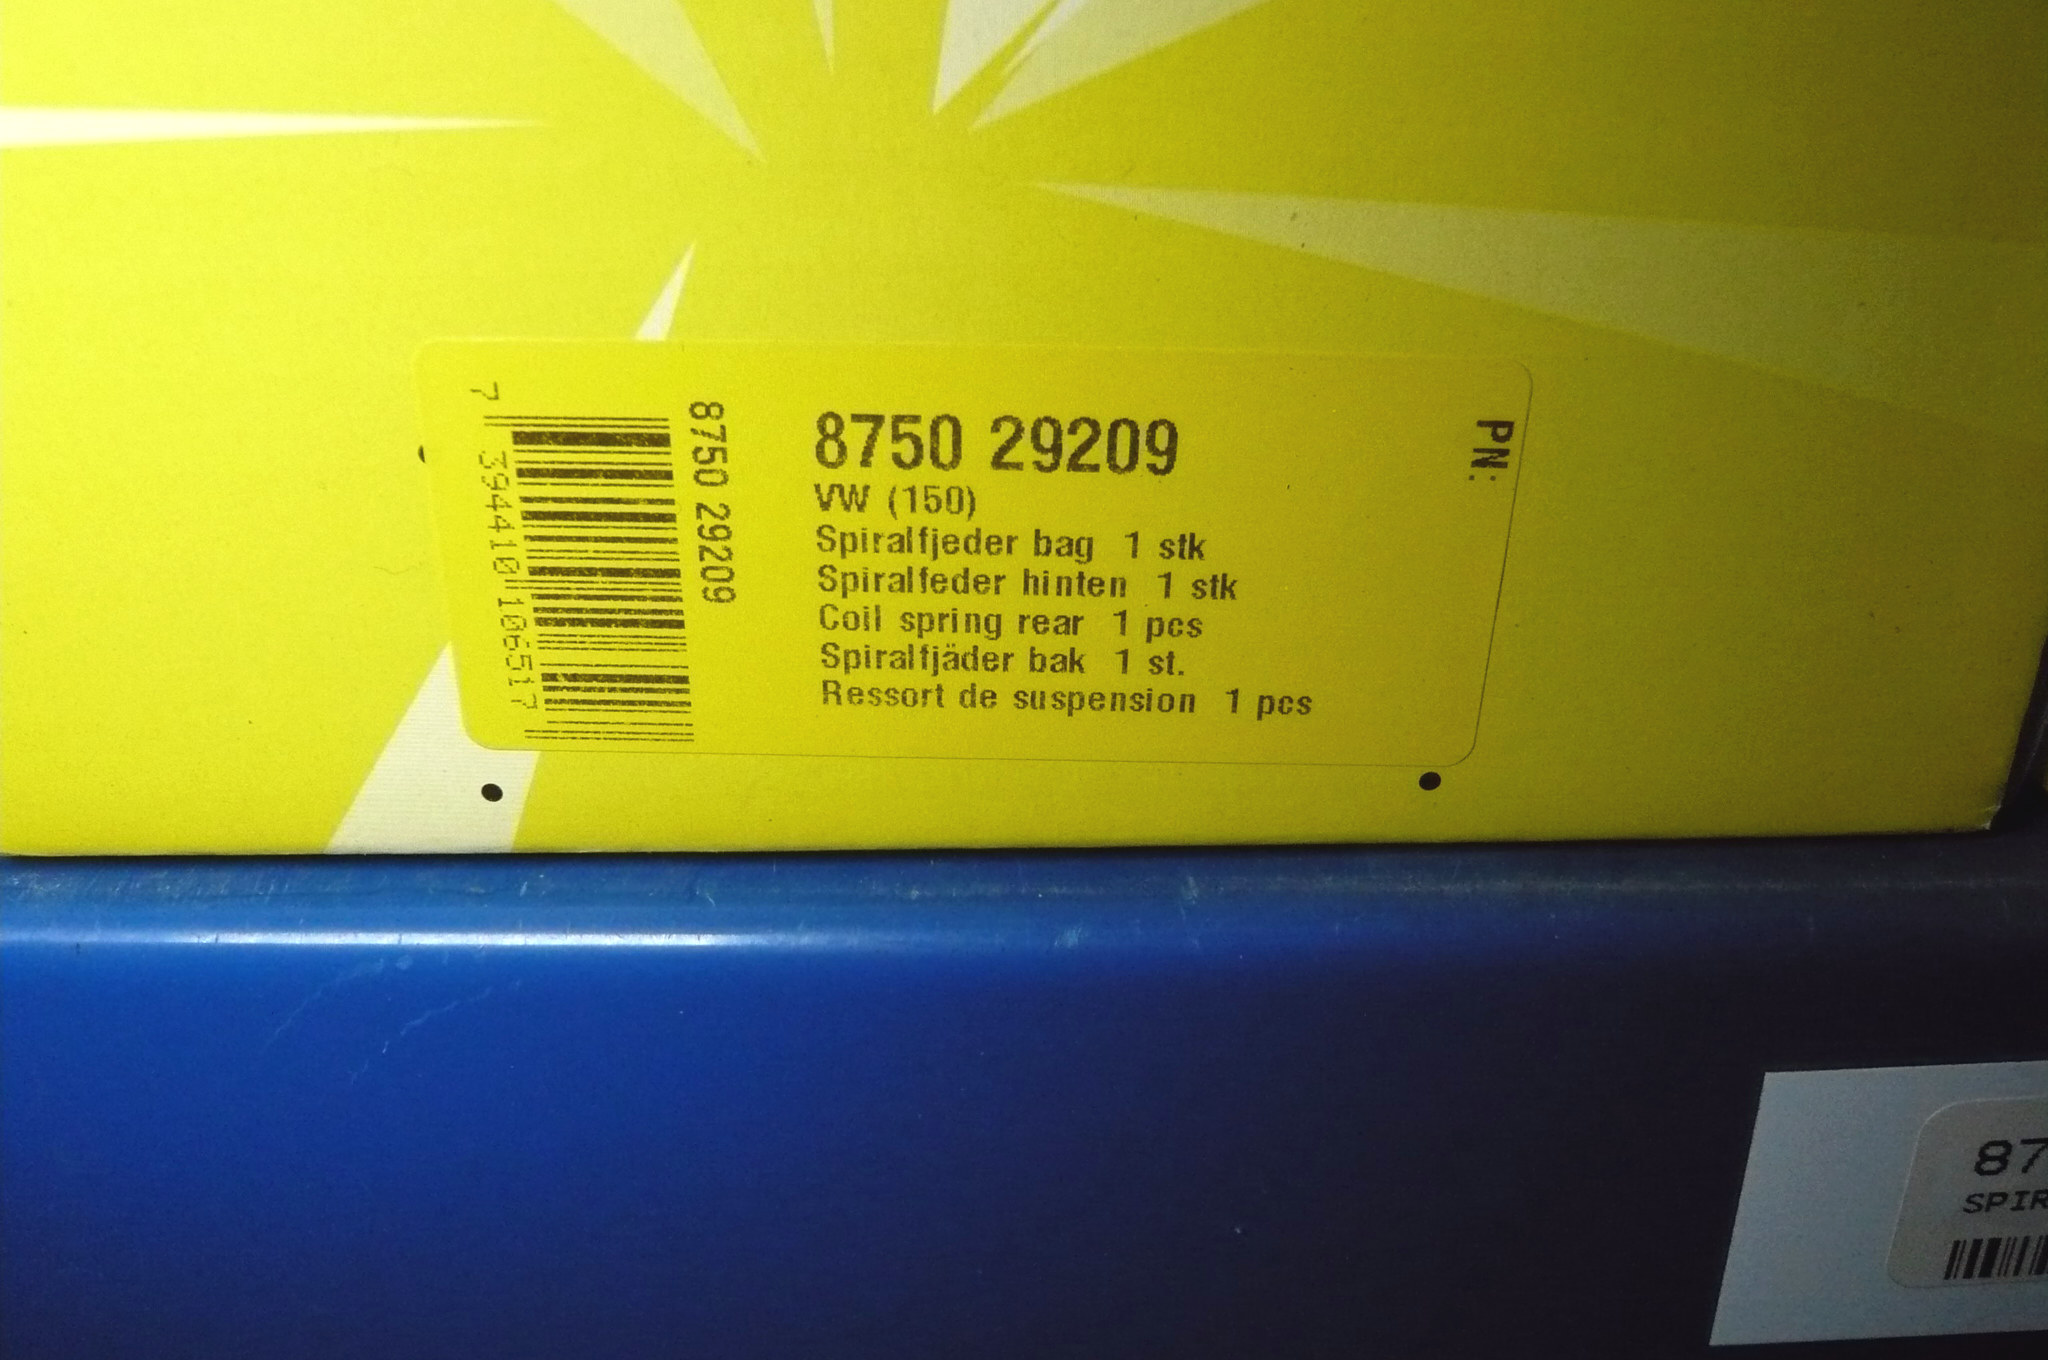 7 394410 106517
8750 29209
8750 29209
VW (150)
Spiralfjeder bag 1 stk
Spiralfeder hinten 1 stk
Coil spring rear 1 pcs
Spiralfjäder bak 1 st.
Ressort de suspension 1 pcs
PN:
87
SPIR